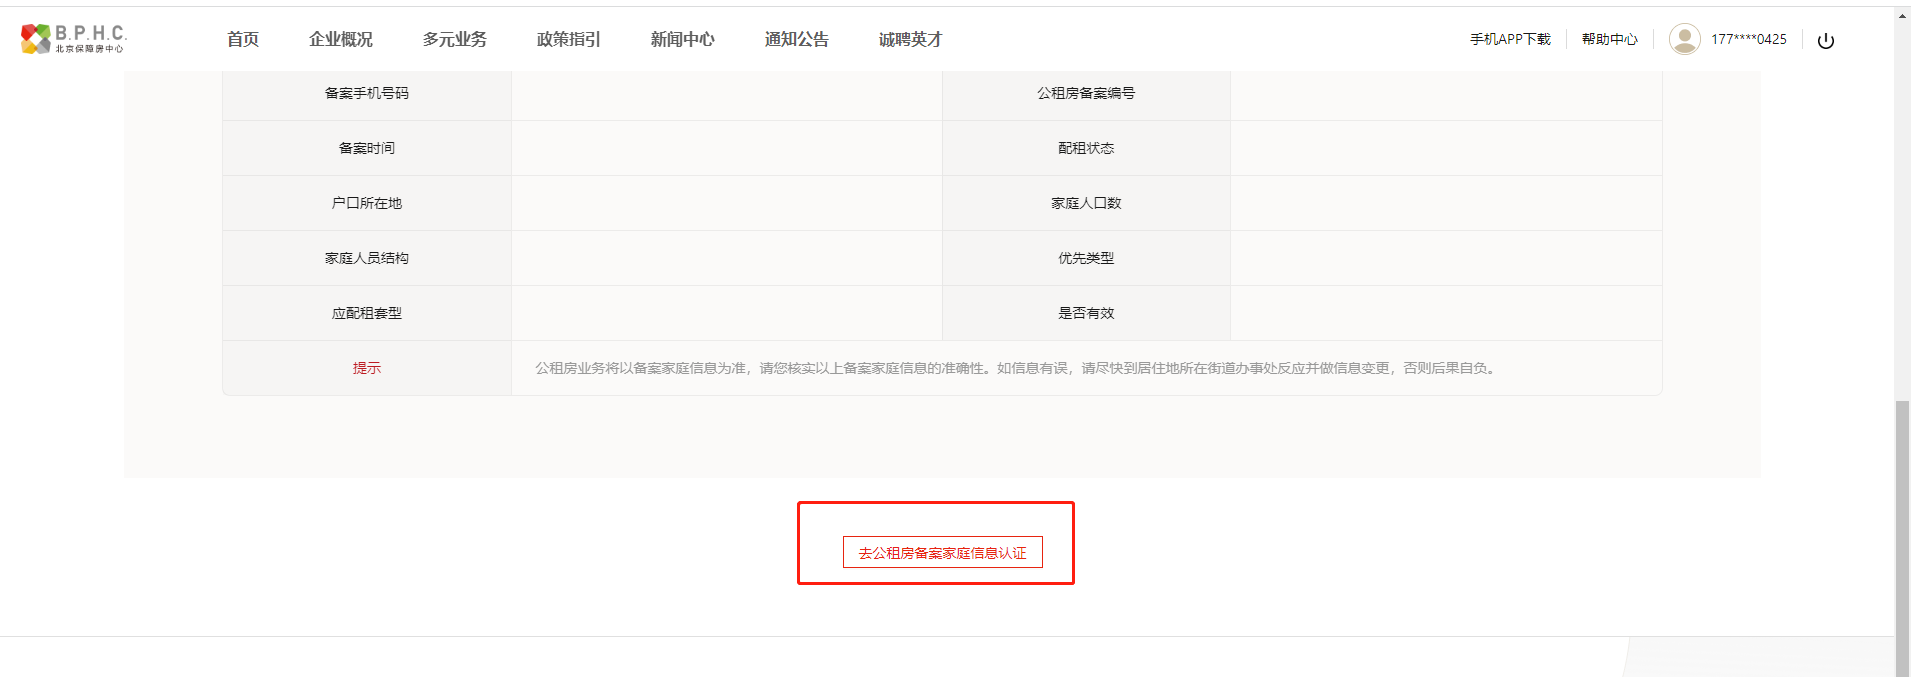 B.P.H.C.
北京保障房中心
首页 企业概况 多元业务 政策指引 新闻中心 通知公告 诚聘英才 手机APP下载 帮助中心 177****0425
备案手机号码 公租房备案编号
备案时间 配租状态
户口所在地 家庭人口数
家庭人员结构 优先类型
应配租套型 是否有效
提示 公租房业务将以备案家庭信息为准，请您核实以上备案家庭信息的准确性。如信息有误，请尽快到居住地所在街道办事处反应并做信息变更，否则后果自负。
去公租房备案家庭信息认证